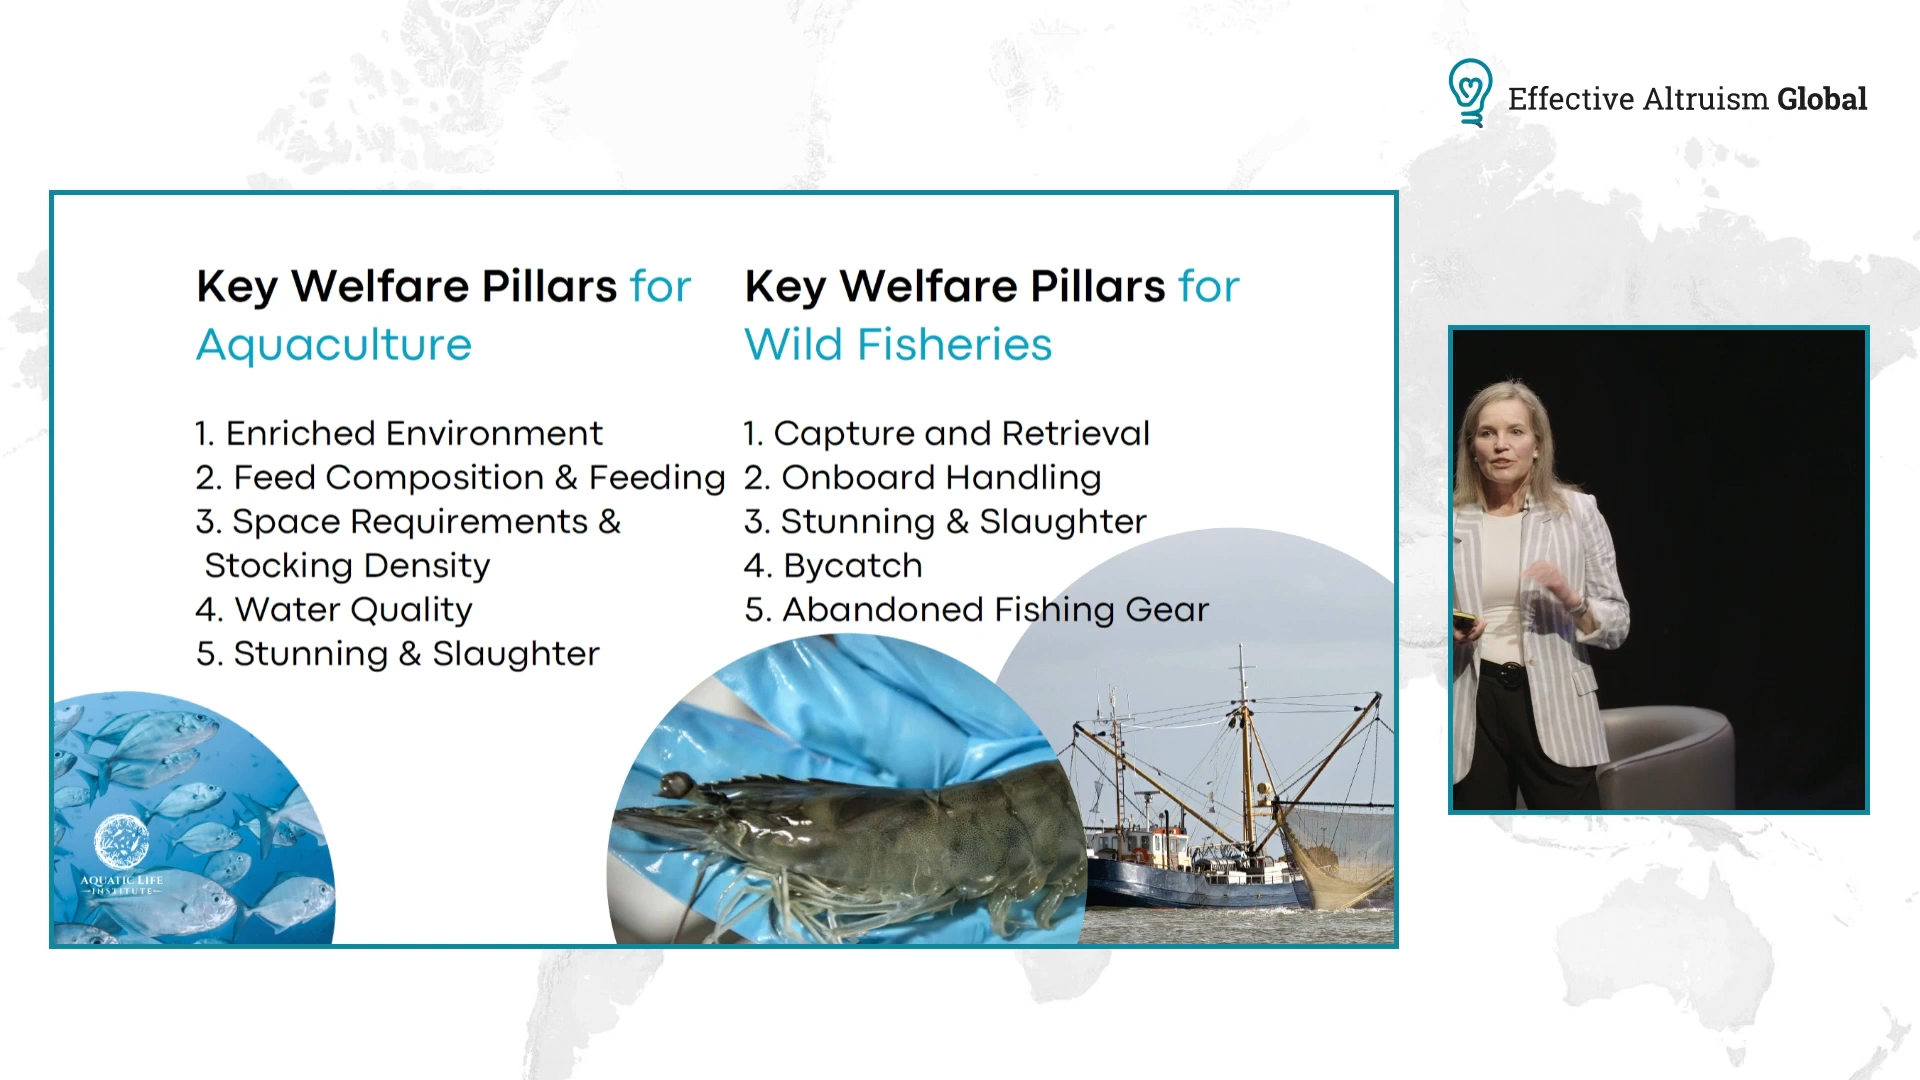 Effective Altruism Global
Key Welfare Pillars for
Aquaculture
1. Enriched Environment
2. Feed Composition & Feeding
3. Space Requirements &
Stocking Density
4. Water Quality
5. Stunning & Slaughter
Key Welfare Pillars for
Wild Fisheries
1. Capture and Retrieval
2. Onboard Handling
3. Stunning & Slaughter
4. Bycatch
5. Abandoned Fishing Gear
AQUATIC LIFE
INSTITUTE